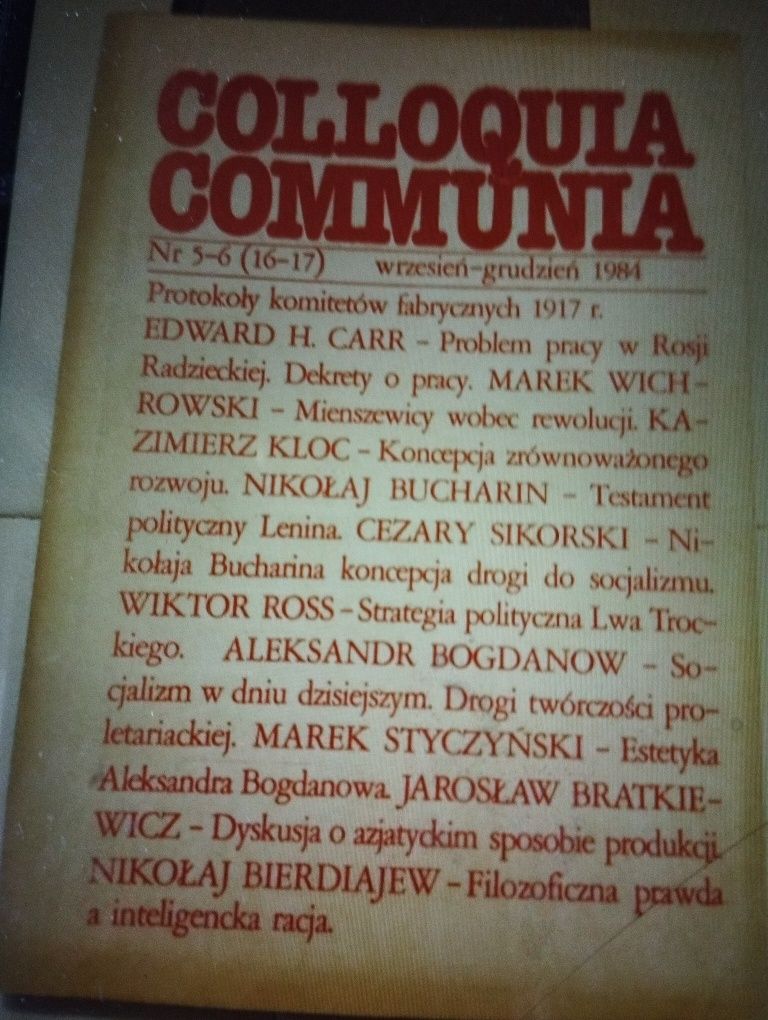 COLLOQUIA
COMMUNIA
Nr 5-6 (16-17) wrzesień-grudzień 1984
Protokoły komitetów fabrycznych 1917 r.
EDWARD H. CARR – Problem pracy w Rosji
Radzieckiej. Dekrety o pracy. MAREK WICH-
ROWSKI – Mienszewicy wobec rewolucji. KA-
ZIMIERZ KLOC – Koncepcja zrównoważonego
rozwoju. NIKOŁAJ BUCHARIN – Testament
polityczny Lenina. CEZARY SIKORSKI – Ni-
kołaja Bucharina koncepcja drogi do socjalizmu.
WIKTOR ROSS – Strategia polityczna Lwa Troc-
kiego. ALEKSANDR BOGDANOW – So-
cjalizm w dniu dzisiejszym. Drogi twórczości pro-
letariackiej. MAREK STYCZYŃSKI – Estetyka
Aleksandra Bogdanowa. JAROSŁAW BRATKIE-
WICZ – Dyskusja o azjatyckim sposobie produkcji.
NIKOŁAJ BIERDIAJEW – Filozoficzna prawda
a inteligencka racja.